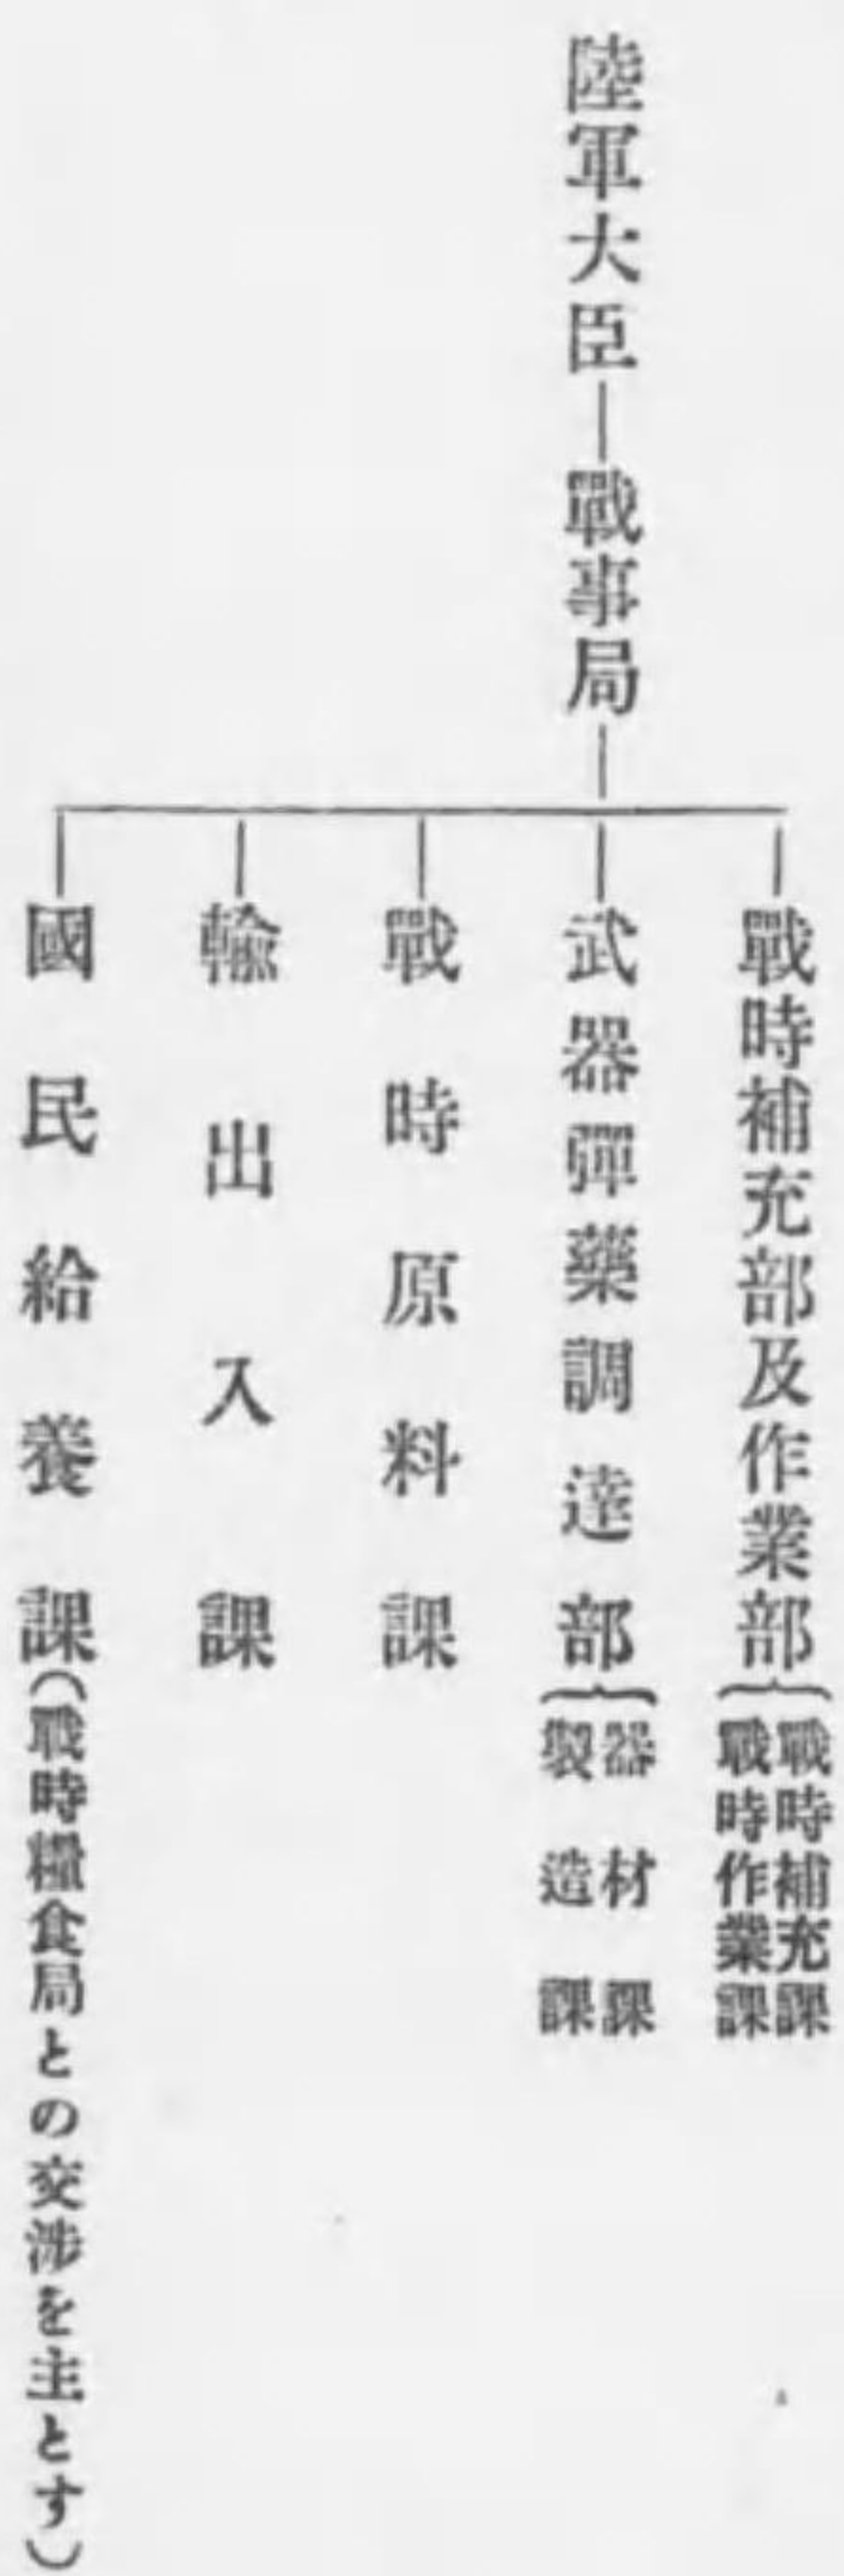 陸軍大臣―戰事局―
戰時補充部及作業部
戰時補充課
戰時作業課
武器彈藥調達部
器材課
製造課
戰時原料課
輸出入課
國民給養課(戰時糧食局との交渉を主とす)